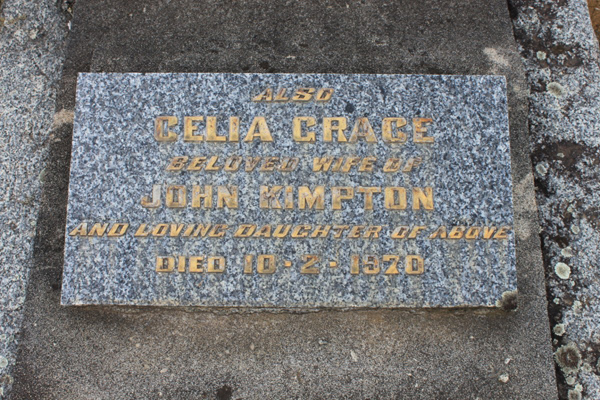 ALSO
CELIA GRACE
BELOVED WIFE OF
JOHN KIMPTON
AND LOVING DAUGHTER OF ABOVE
DIED 10-2-1970